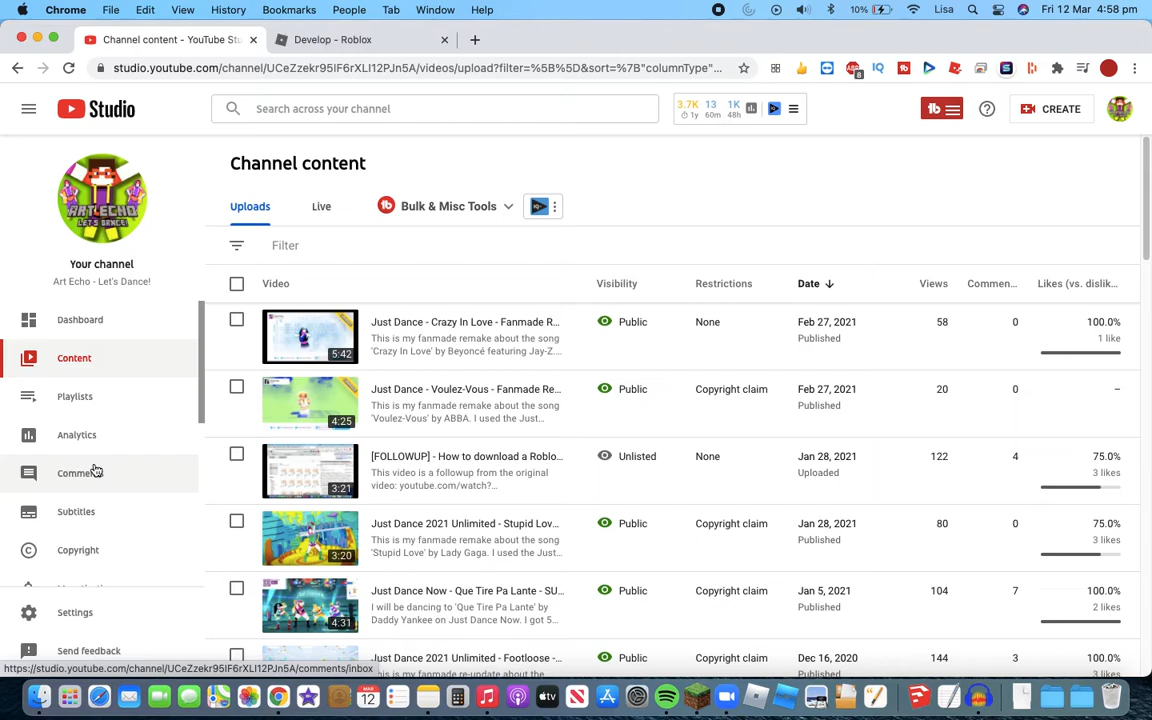 Chrome File Edit View History Bookmarks People Tab Window Help 10% Lisa Fri 12 Mar 4:58 pm
Channel content - YouTube Stu Develop - Roblox
studio.youtube.com/channel/UCeZzekr95IF6rXLI12PJn5A/videos/upload?filter=%5B%5D&sort=%7B"columnType"...
Studio Search across your channel 3.7K 13 1K CREATE
1y 60m 48h
ART ECHO
LET'S DANCE!
Your channel
Art Echo - Let's Dance!
Dashboard
Content
Playlists
Analytics
Comments
Subtitles
Copyright
Settings
Send feedback
Channel content
Uploads Live Bulk & Misc Tools
Filter
Video Visibility Restrictions Date Views Commen... Likes (vs. dislik...
Just Dance - Crazy In Love - Fanmade R... Public None Feb 27, 2021 58 0 100.0%
This is my fanmade remake about the song Published 1 like
'Crazy In Love' by Beyoncé featuring Jay-Z....
5:42
Just Dance - Voulez-Vous - Fanmade Re... Public Copyright claim Feb 27, 2021 20 0 –
This is my fanmade remake about the song Published
'Voulez-Vous' by ABBA. I used the Just...
4:25
[FOLLOWUP] - How to download a Roblo... Unlisted None Jan 28, 2021 122 4 75.0%
This video is a followup from the original Uploaded 3 likes
video: youtube.com/watch?...
3:21
Just Dance 2021 Unlimited - Stupid Lov... Public Copyright claim Jan 28, 2021 80 0 75.0%
This is my fanmade remake about the song Published 3 likes
'Stupid Love' by Lady Gaga. I used the Just...
3:20
Just Dance Now - Que Tire Pa Lante - SU... Public Copyright claim Jan 5, 2021 104 7 100.0%
I will be dancing to 'Que Tire Pa Lante' by Published 2 likes
Daddy Yankee on Just Dance Now. I got 5...
4:31
Just Dance 2021 Unlimited - Footloose -... Public Copyright claim Dec 16, 2020 144 3 100.0%
https://studio.youtube.com/channel/UCeZzekr95IF6rXLI12PJn5A/comments/inbox